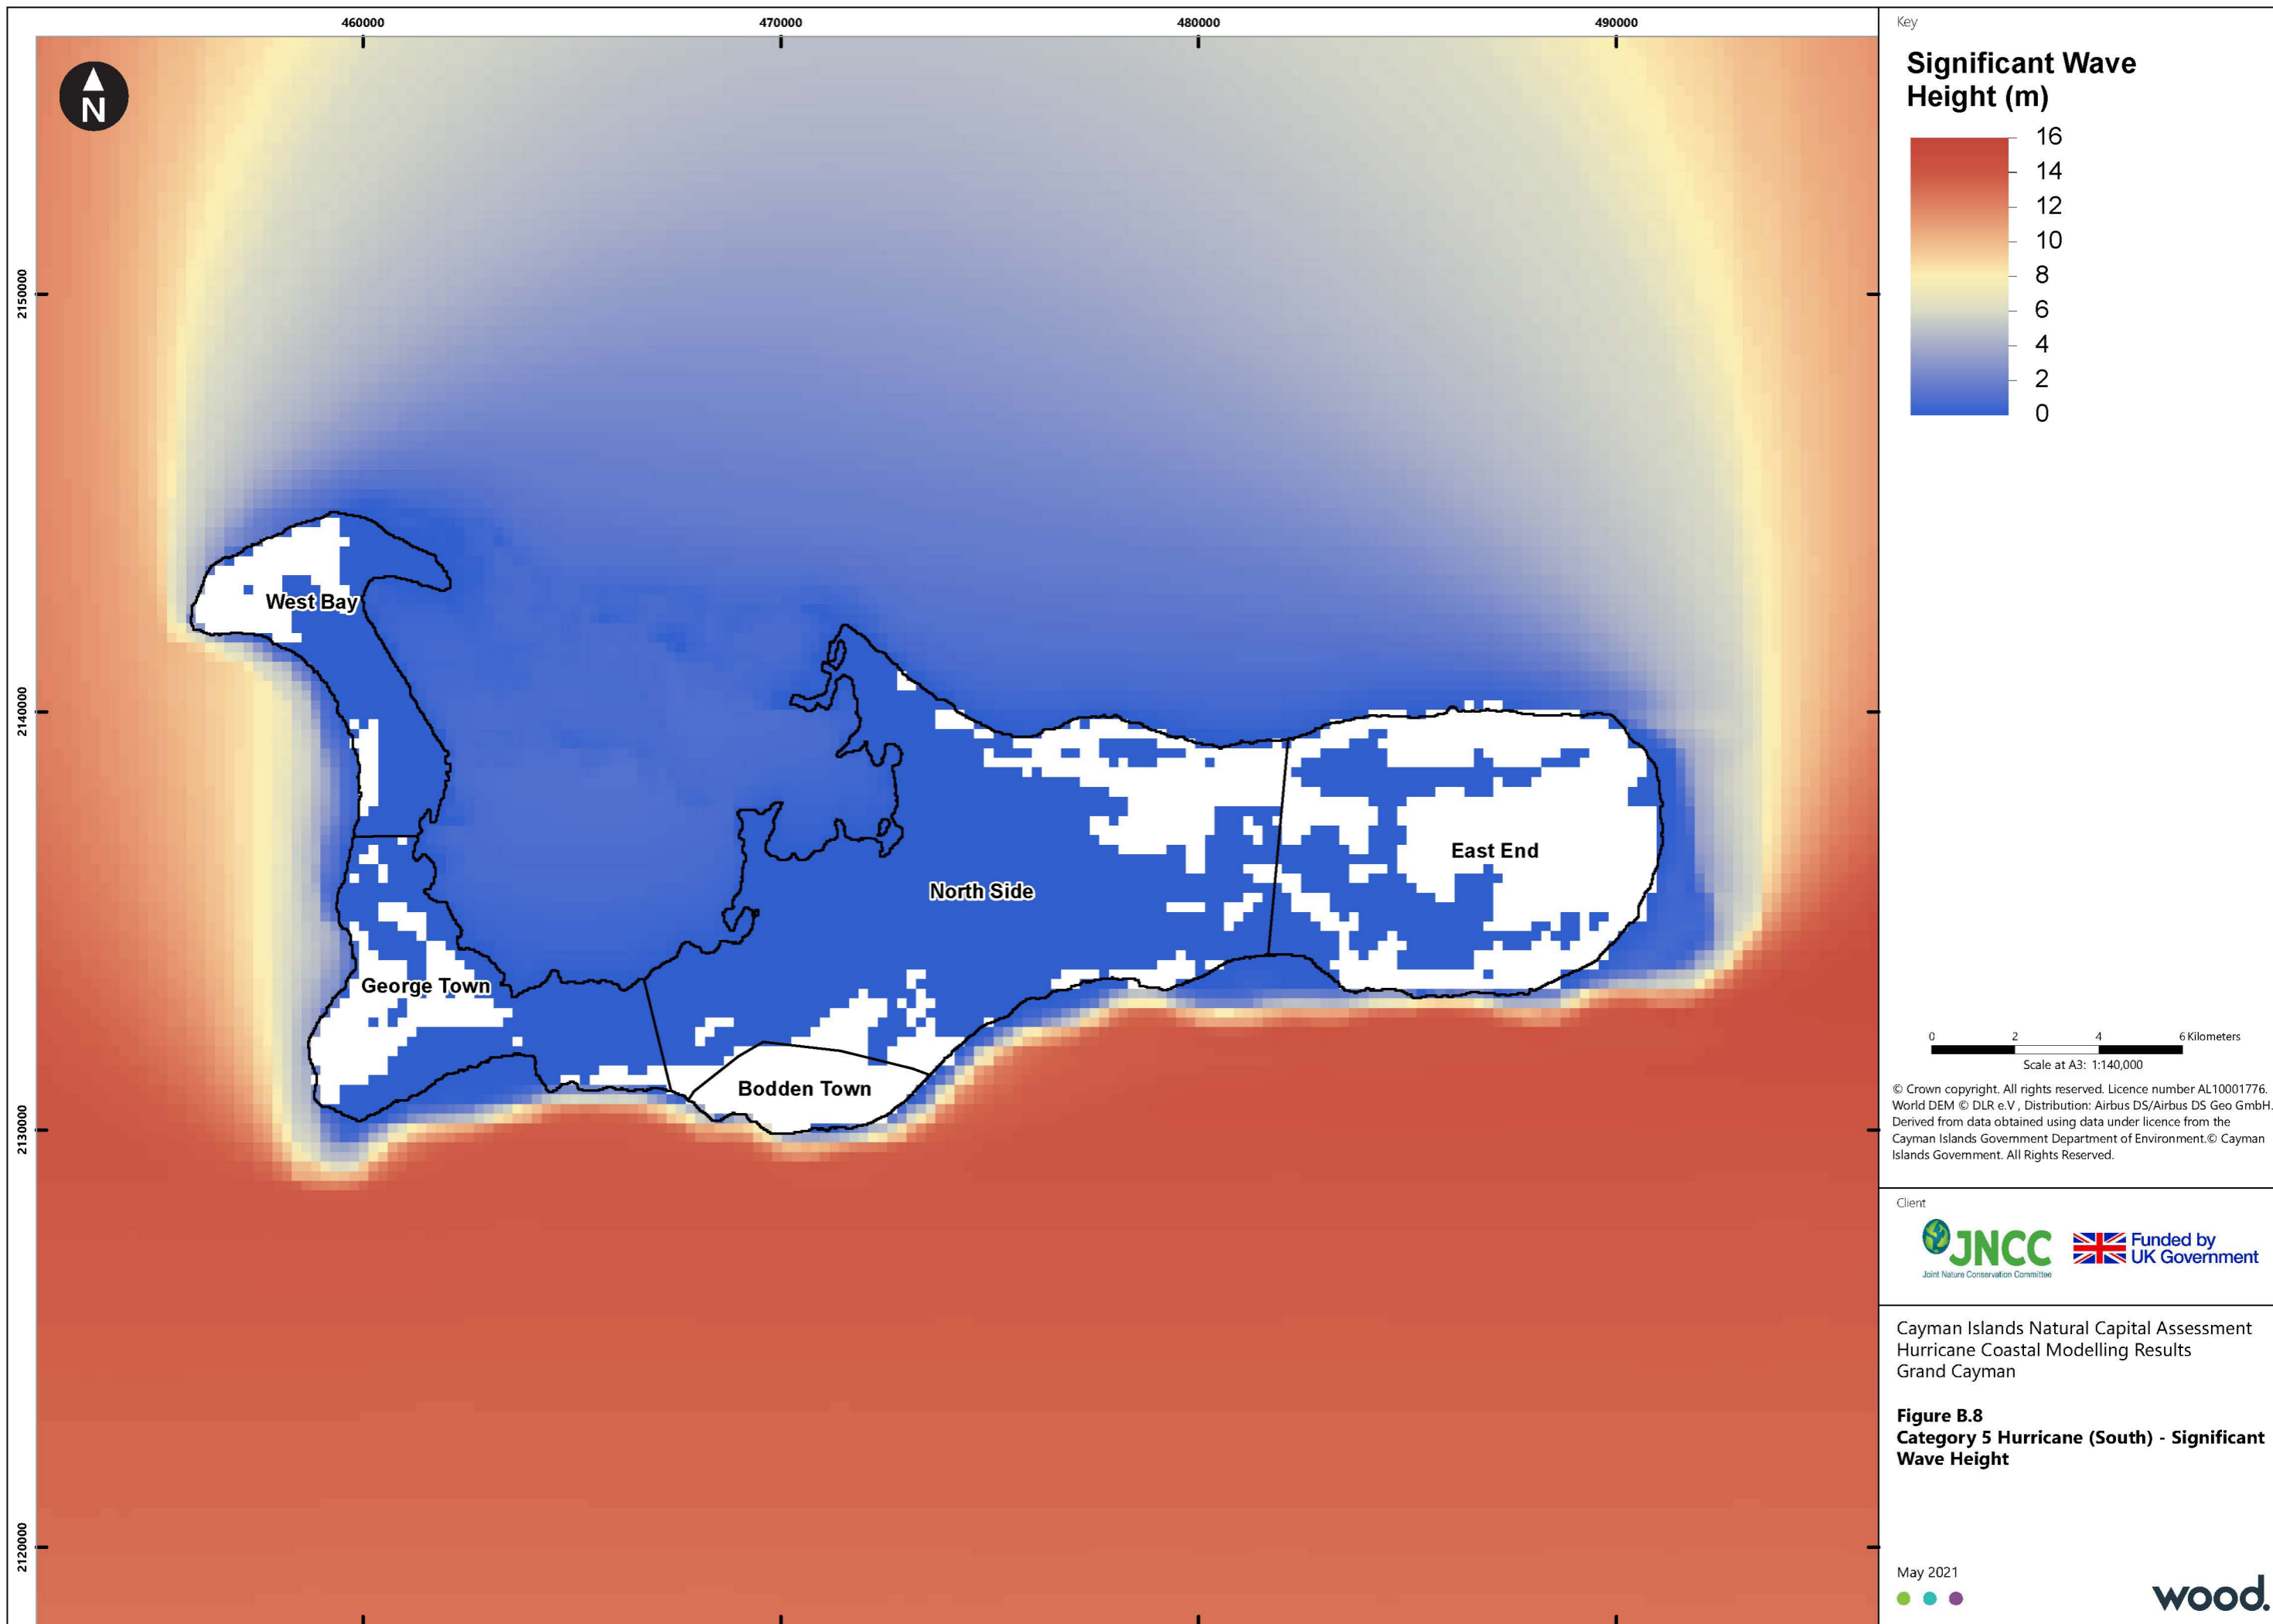 460000
470000
480000
490000
N
2150000
2140000
2130000
2120000
West Bay
North Side
East End
George Town
Bodden Town
Key
Significant Wave
Height (m)
16
14
12
10
8
6
4
2
0
0 2 4 6 Kilometers
Scale at A3: 1:140,000
© Crown copyright. All rights reserved. Licence number AL10001776.
World DEM © DLR e.V , Distribution: Airbus DS/Airbus DS Geo GmbH.
Derived from data obtained using data under licence from the
Cayman Islands Government Department of Environment.© Cayman
Islands Government. All Rights Reserved.
Client
JNCC
Joint Nature Conservation Committee
Funded by
UK Government
Cayman Islands Natural Capital Assessment
Hurricane Coastal Modelling Results
Grand Cayman
Figure B.8
Category 5 Hurricane (South) - Significant
Wave Height
May 2021
wood.